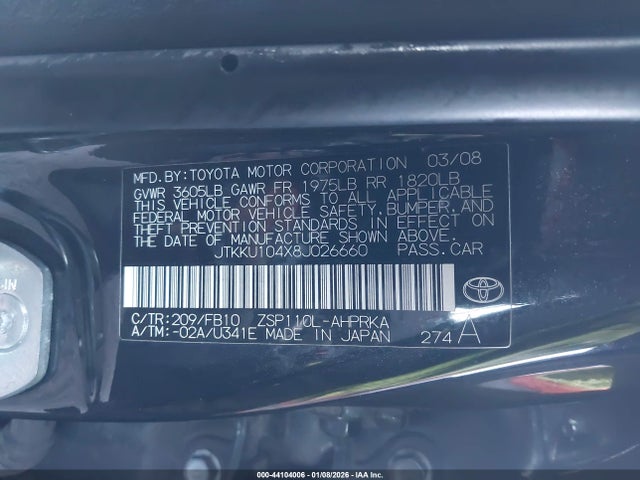 MFD.BY:TOYOTA MOTOR CORPORATION 03/08
GVWR 3605LB GAWR FR 1975LB RR 1820LB
THIS VEHICLE CONFORMS TO ALL APPLICABLE
FEDERAL MOTOR VEHICLE SAFETY, BUMPER, AND
THEFT PREVENTION STANDARDS IN EFFECT ON
THE DATE OF MANUFACTURE SHOWN ABOVE.
JTKKU104X8J026660 PASS.CAR
C/TR:209/FB10 ZSP110L-AHPRKA
A/TM:-02A/U341E MADE IN JAPAN 274 A
-IN
000-44104006 - 01/08/2026 - IAA Inc.